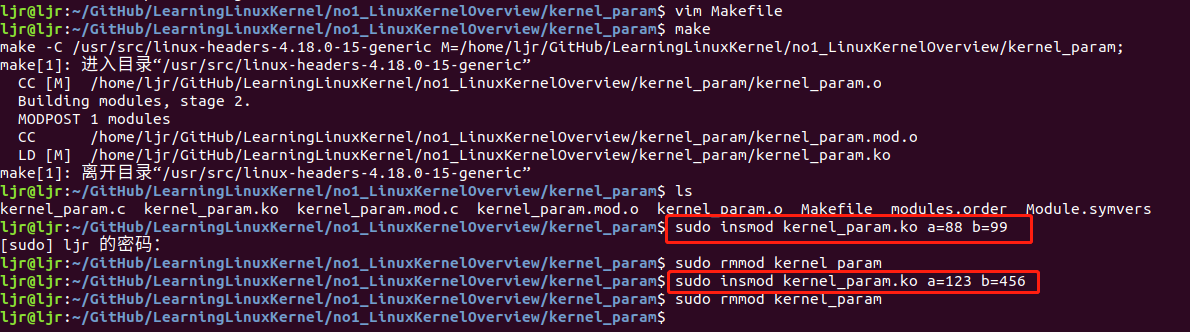 ljr@ljr:~/GitHub/LearningLinuxKernel/no1_LinuxKernelOverview/kernel_param$ vim Makefile
ljr@ljr:~/GitHub/LearningLinuxKernel/no1_LinuxKernelOverview/kernel_param$ make
make -C /usr/src/linux-headers-4.18.0-15-generic M=/home/ljr/GitHub/LearningLinuxKernel/no1_LinuxKernelOverview/kernel_param;
make[1]: 进入目录“/usr/src/linux-headers-4.18.0-15-generic”
CC [M]  /home/ljr/GitHub/LearningLinuxKernel/no1_LinuxKernelOverview/kernel_param/kernel_param.o
Building modules, stage 2.
MODPOST 1 modules
CC      /home/ljr/GitHub/LearningLinuxKernel/no1_LinuxKernelOverview/kernel_param/kernel_param.mod.o
LD [M]  /home/ljr/GitHub/LearningLinuxKernel/no1_LinuxKernelOverview/kernel_param/kernel_param.ko
make[1]: 离开目录“/usr/src/linux-headers-4.18.0-15-generic”
ljr@ljr:~/GitHub/LearningLinuxKernel/no1_LinuxKernelOverview/kernel_param$ ls
kernel_param.c  kernel_param.ko  kernel_param.mod.c  kernel_param.mod.o  kernel_param.o  Makefile  modules.order  Module.symvers
ljr@ljr:~/GitHub/LearningLinuxKernel/no1_LinuxKernelOverview/kernel_param$ sudo insmod kernel_param.ko a=88 b=99
[sudo] ljr 的密码：
ljr@ljr:~/GitHub/LearningLinuxKernel/no1_LinuxKernelOverview/kernel_param$ sudo rmmod kernel_param
ljr@ljr:~/GitHub/LearningLinuxKernel/no1_LinuxKernelOverview/kernel_param$ sudo insmod kernel_param.ko a=123 b=456
ljr@ljr:~/GitHub/LearningLinuxKernel/no1_LinuxKernelOverview/kernel_param$ sudo rmmod kernel_param
ljr@ljr:~/GitHub/LearningLinuxKernel/no1_LinuxKernelOverview/kernel_param$